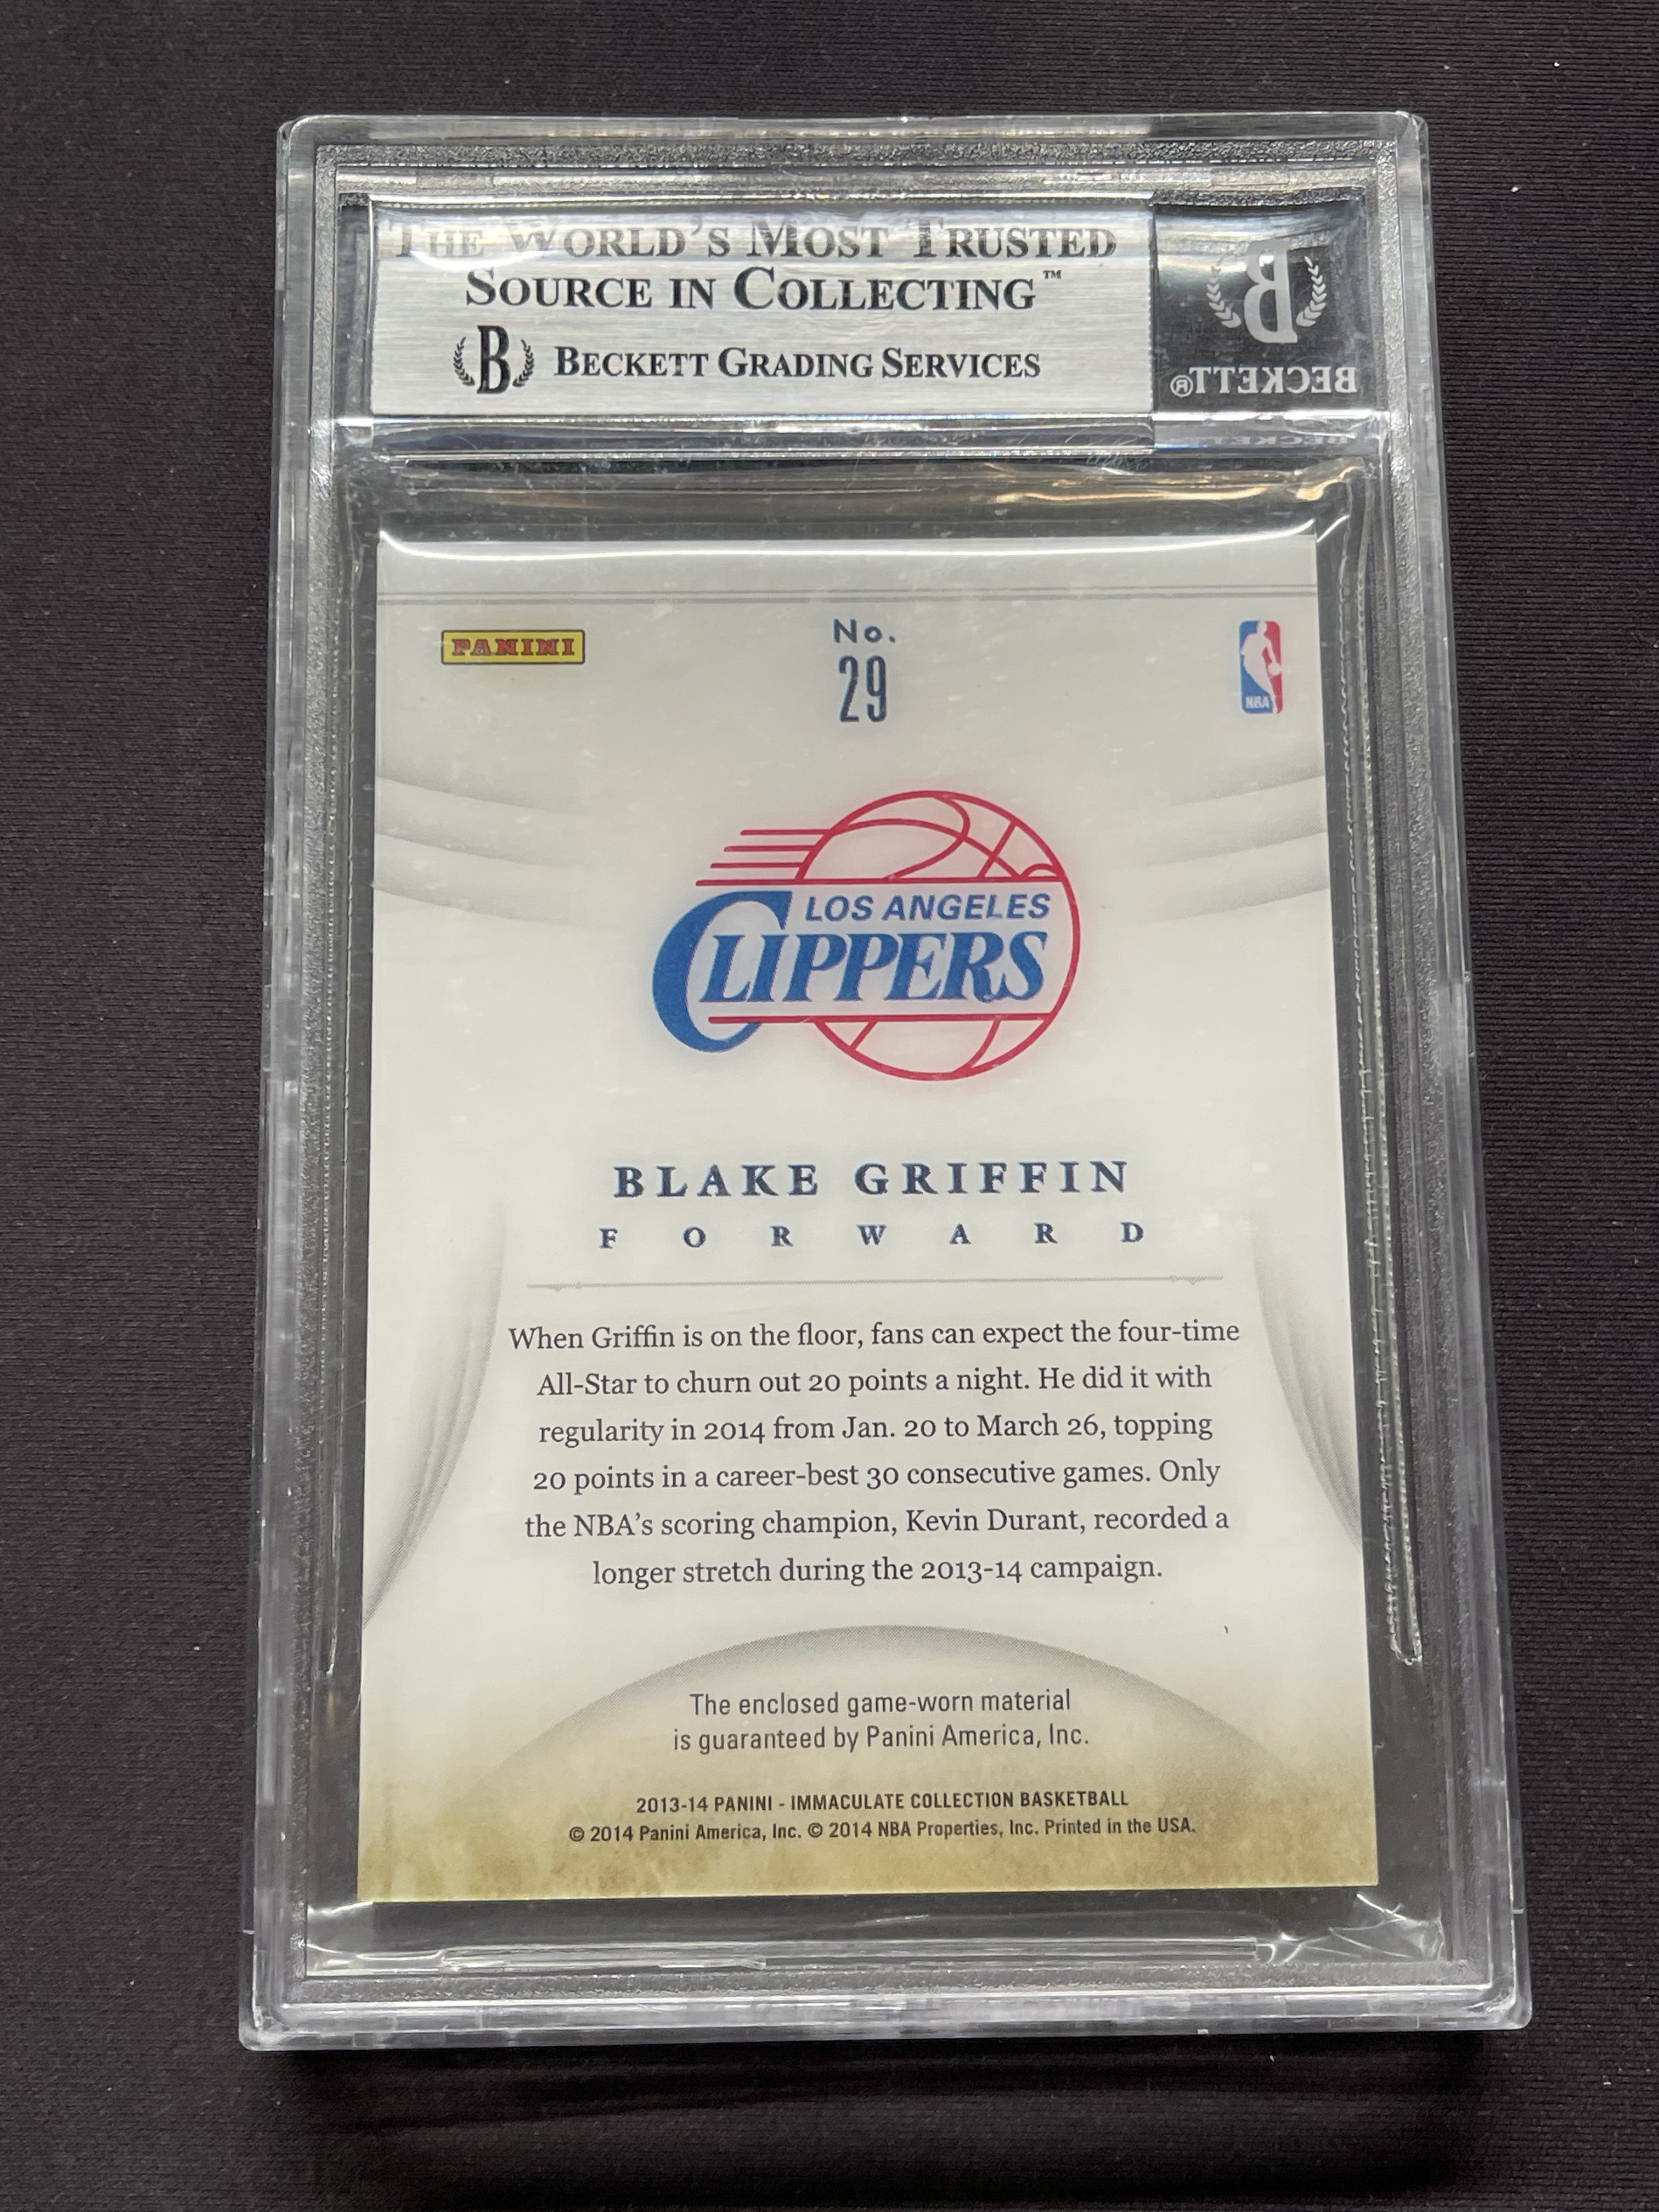 THE WORLD'S MOST TRUSTED
SOURCE IN COLLECTING™
B BECKETT GRADING SERVICES
B
BECKETT®
PANINI
No.
29
NBA
LOS ANGELES
CLIPPERS
BLAKE GRIFFIN
FORWARD
When Griffin is on the floor, fans can expect the four-time
All-Star to churn out 20 points a night. He did it with
regularity in 2014 from Jan. 20 to March 26, topping
20 points in a career-best 30 consecutive games. Only
the NBA's scoring champion, Kevin Durant, recorded a
longer stretch during the 2013-14 campaign.
The enclosed game-worn material
is guaranteed by Panini America, Inc.
2013-14 PANINI - IMMACULATE COLLECTION BASKETBALL
© 2014 Panini America, Inc. © 2014 NBA Properties, Inc. Printed in the USA.